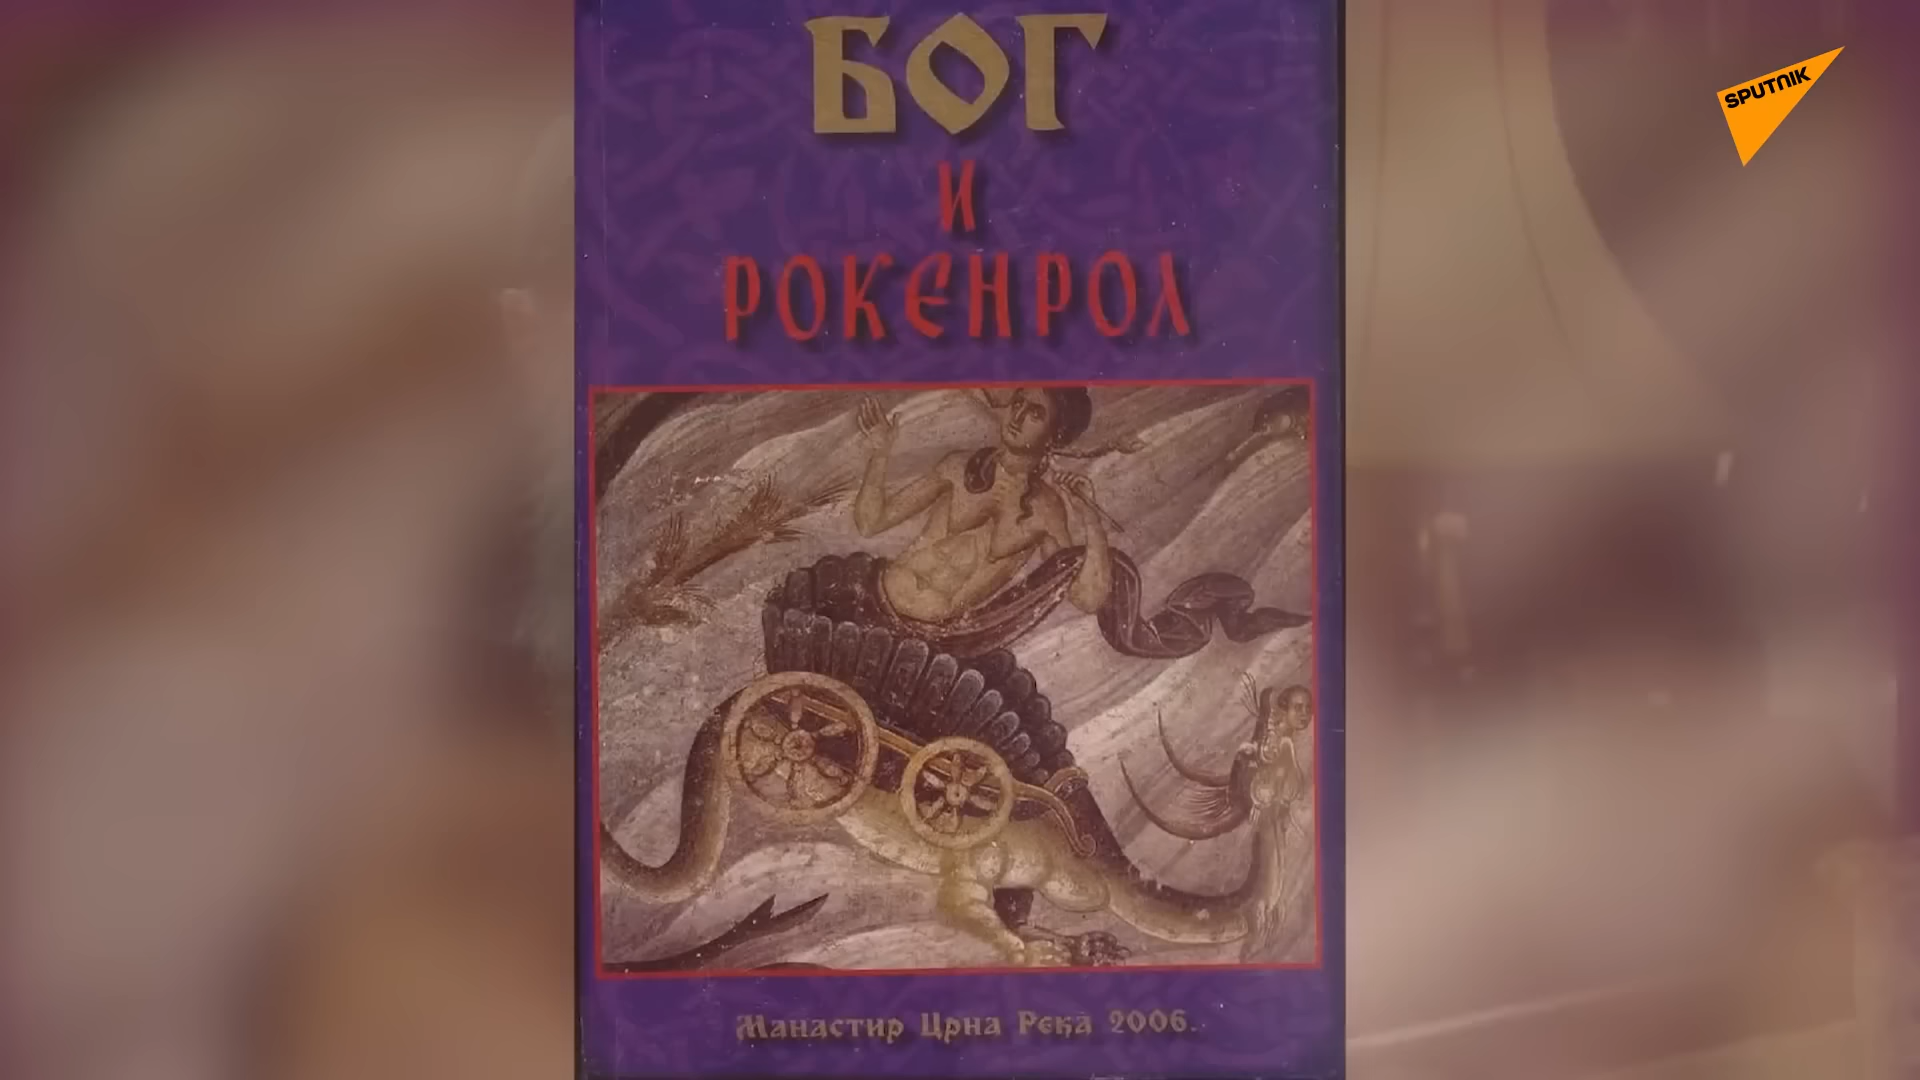 БОГ
И
РОКЕНРОЛ
SPUTNIK
Манастир Црна Река 2006.